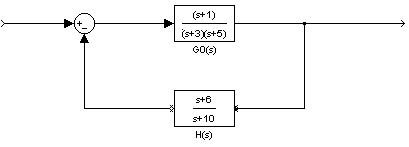 (s+1)
(s+3)(s+5)
G0(s)
+
−
s+6
s+10
H(s)